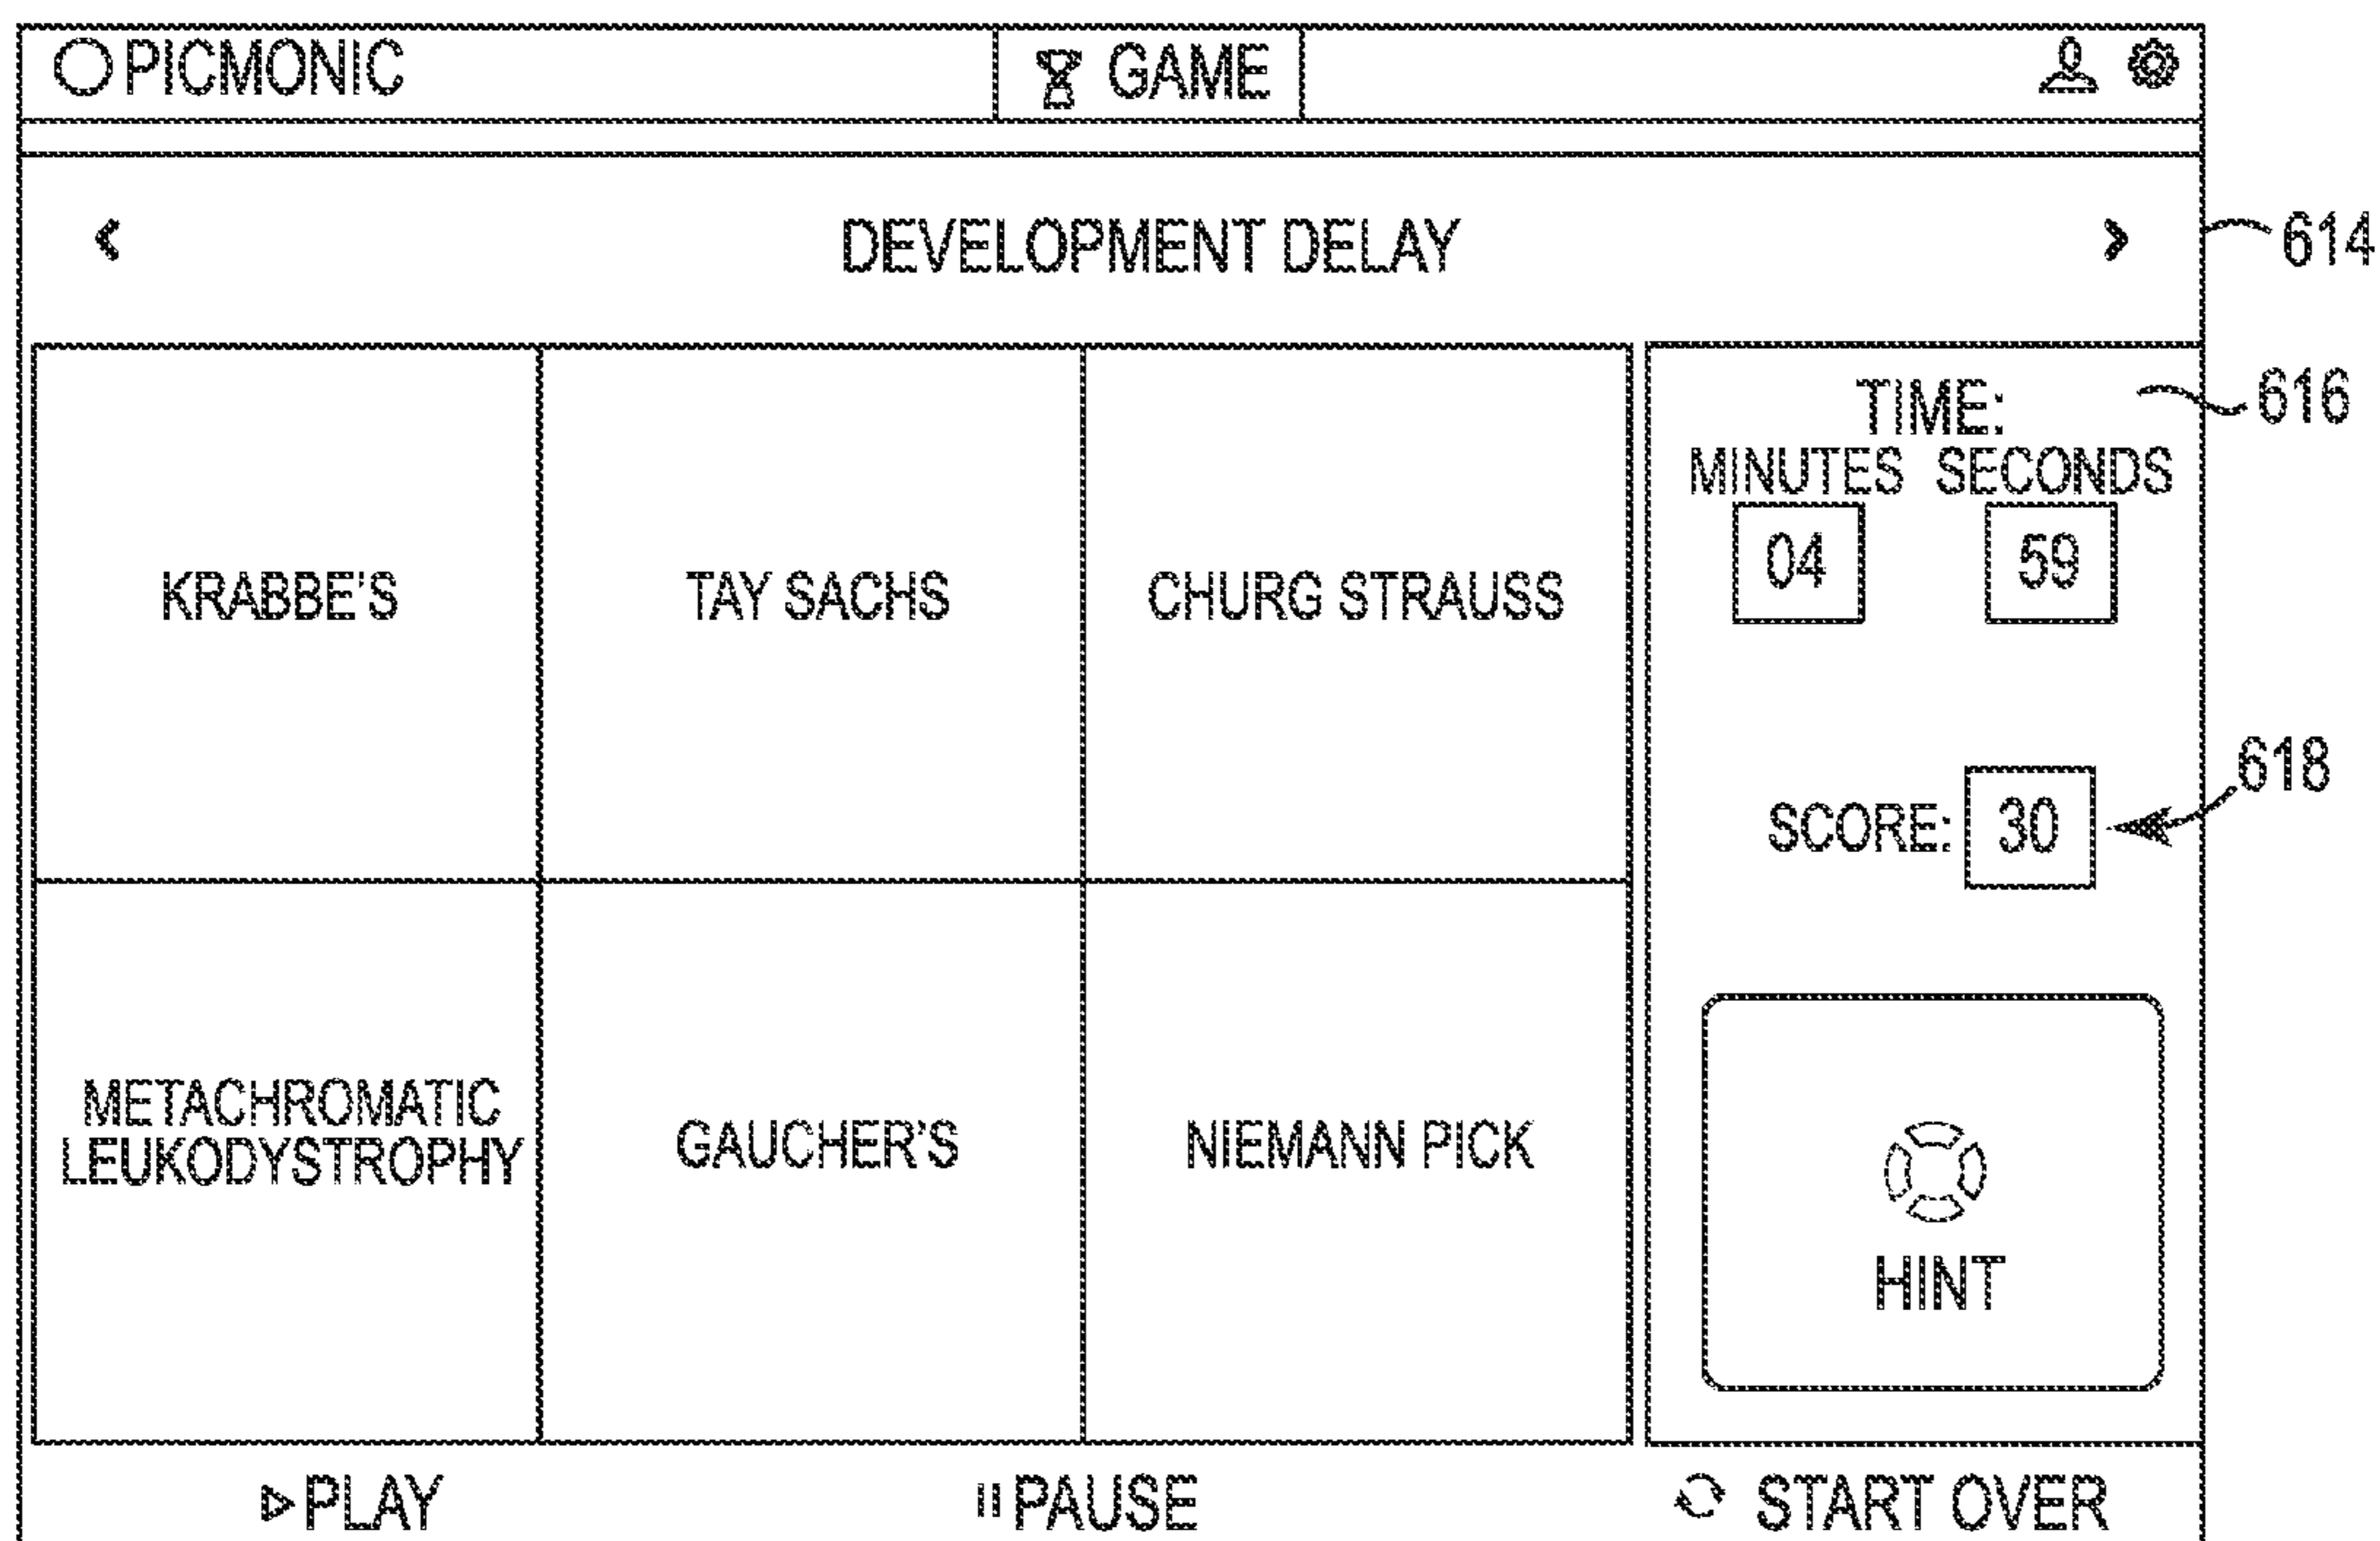 PICMONIC
GAME
DEVELOPMENT DELAY
614
KRABBE'S
TAY SACHS
CHURG STRAUSS
METACHROMATIC
LEUKODYSTROPHY
GAUCHER'S
NIEMANN PICK
TIME:
616
MINUTES SECONDS
04 59
SCORE: 30
618
HINT
PLAY
PAUSE
START OVER